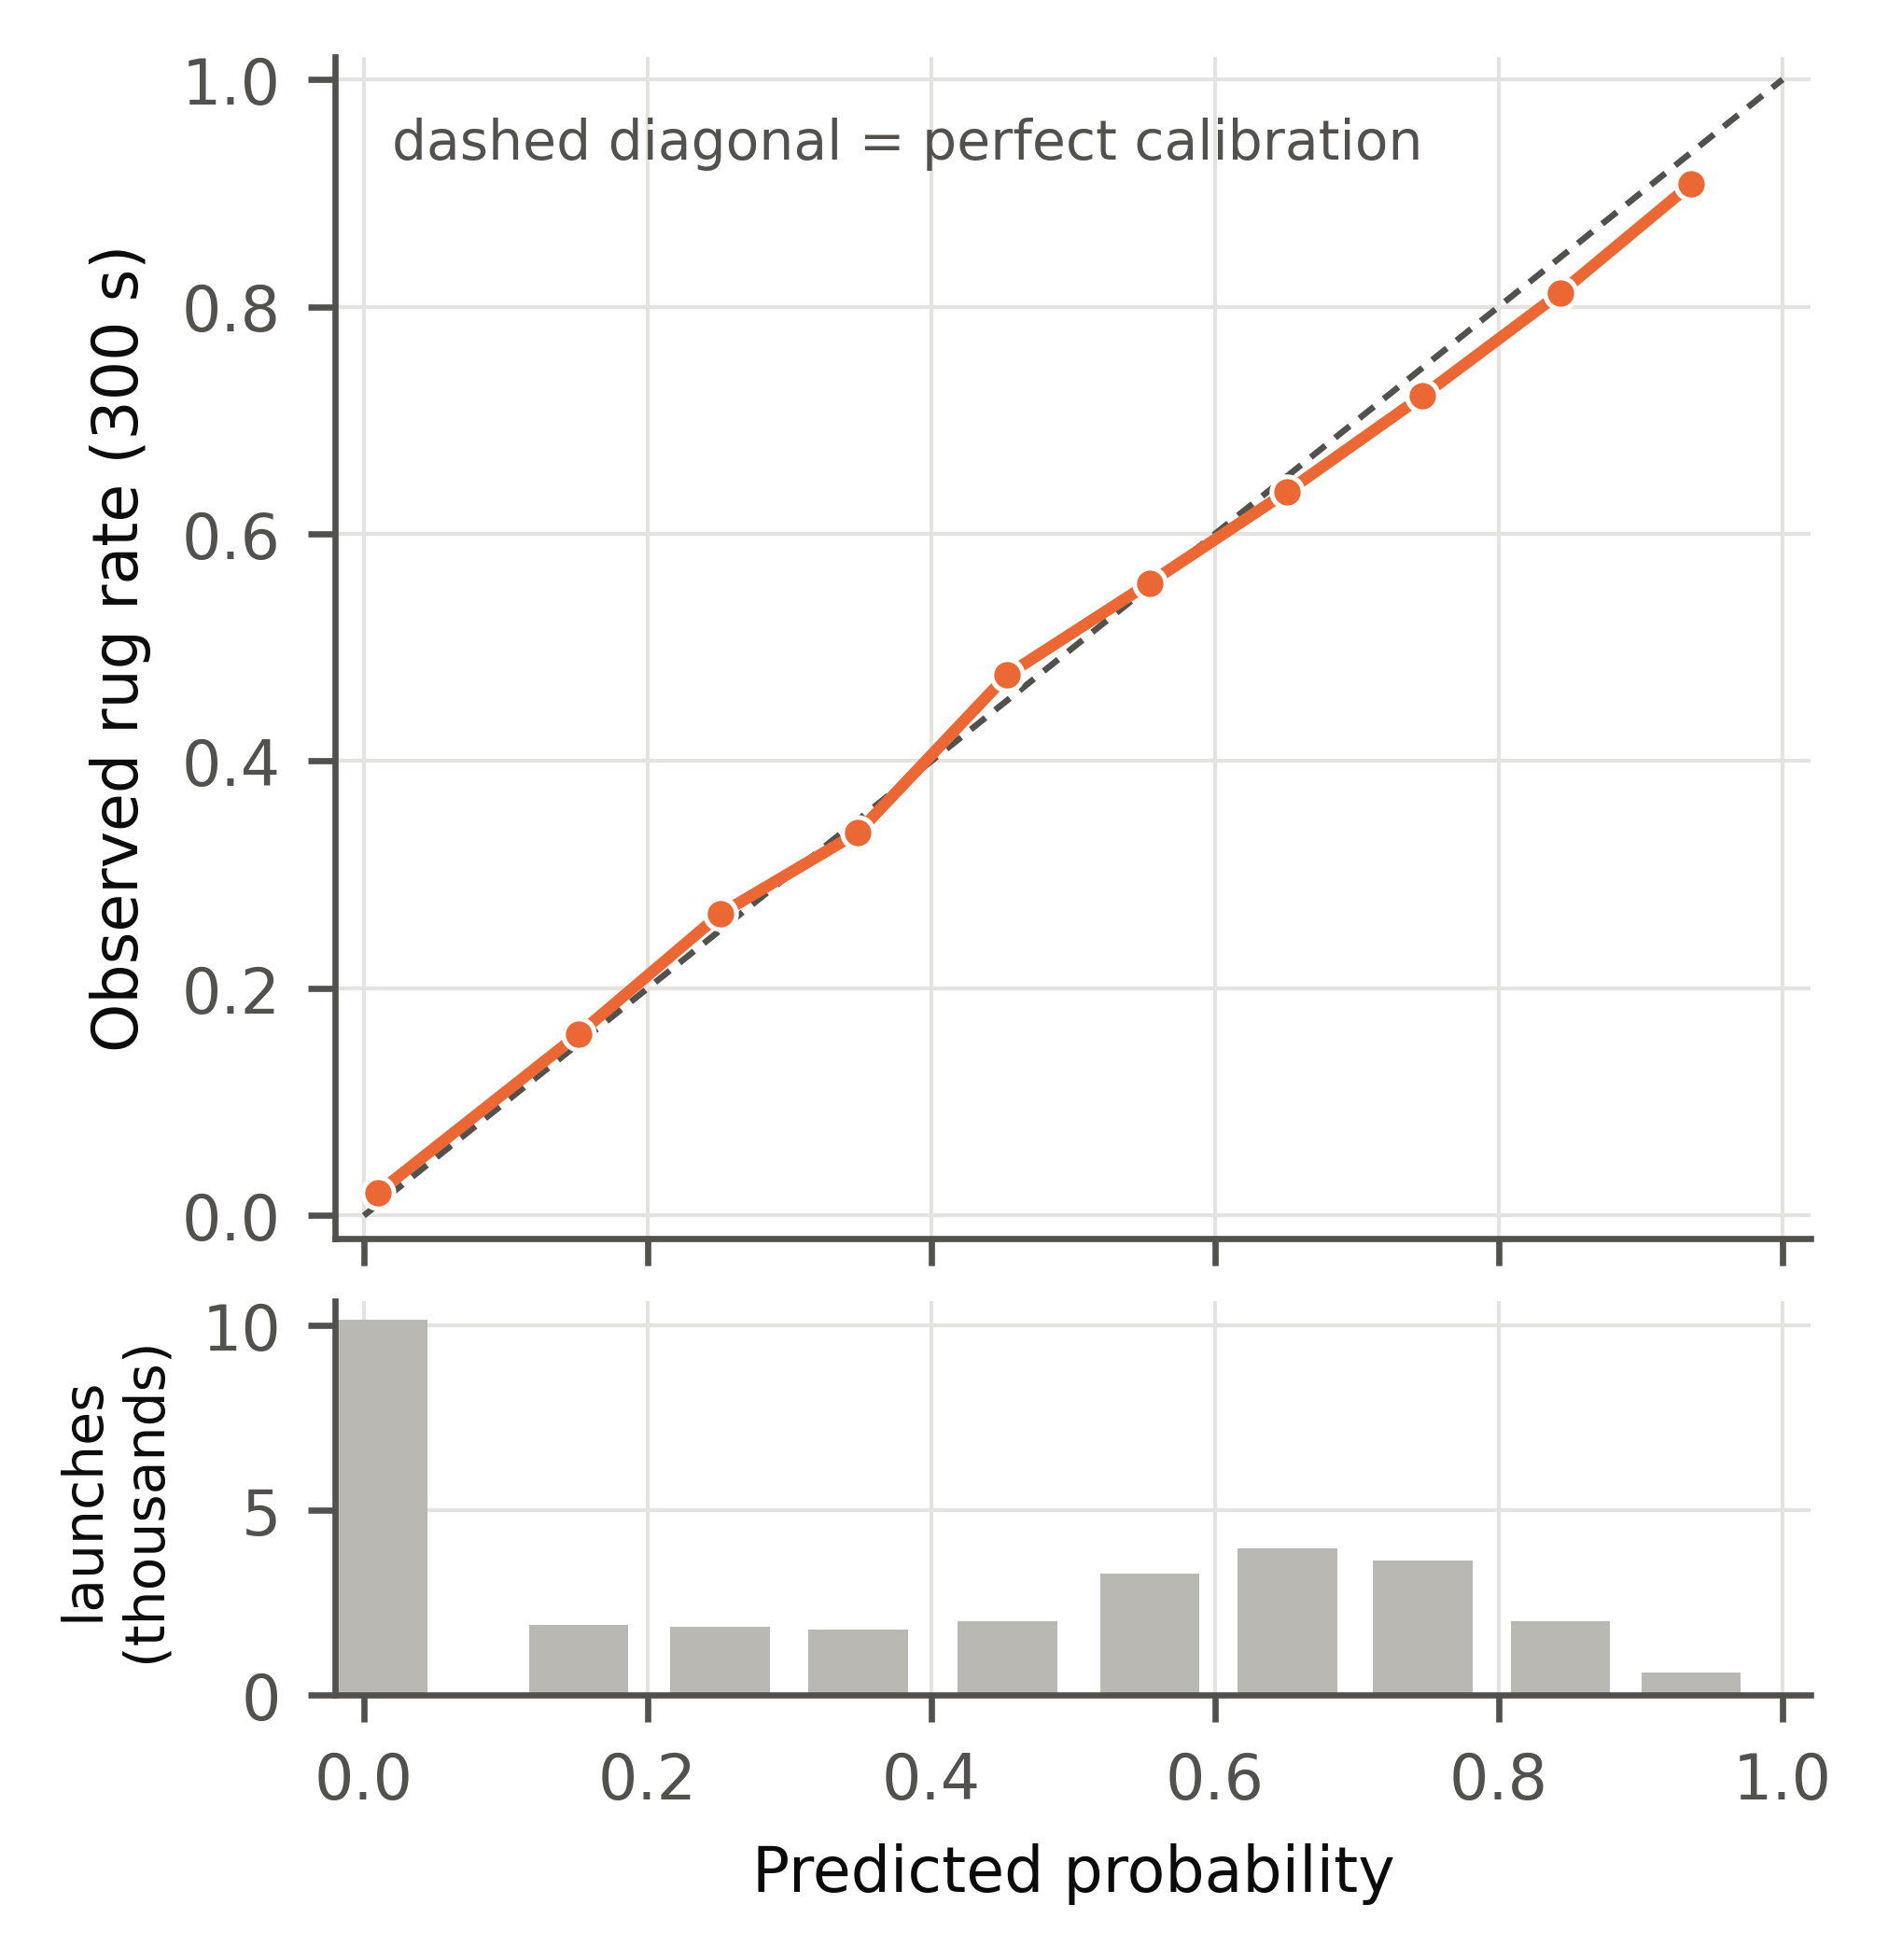 1.0
dashed diagonal = perfect calibration
0.8
0.6
0.4
0.2
0.0
Observed rug rate (300 s)
10
5
0
launches
(thousands)
0.0 0.2 0.4 0.6 0.8 1.0
Predicted probability